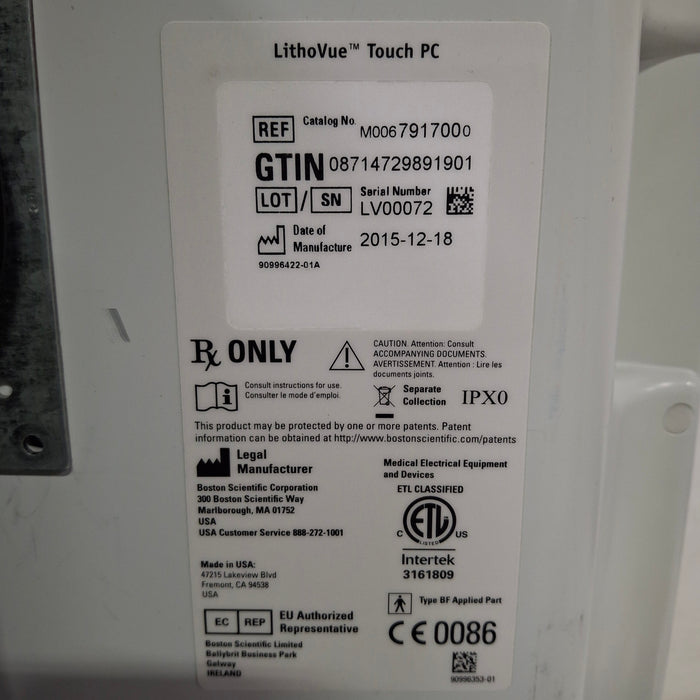 LithoVue™ Touch PC
REF Catalog No. M0067917000
GTIN 08714729891901
LOT / SN Serial Number LV00072
Date of Manufacture 2015-12-18
90996422-01A
Rx ONLY
CAUTION. Attention: Consult
ACCOMPANYING DOCUMENTS.
AVERTISSEMENT. Attention : Lire les
documents joints.
Consult instructions for use.
Consulter le mode d'emploi.
Separate
Collection
IPX0
This product may be protected by one or more patents. Patent
information can be obtained at http://www.bostonscientific.com/patents
Legal
Manufacturer
Boston Scientific Corporation
300 Boston Scientific Way
Marlborough, MA 01752
USA
USA Customer Service 888-272-1001
Medical Electrical Equipment
and Devices
ETL CLASSIFIED
C ETL US
LISTED
Intertek
3161809
Made in USA:
47215 Lakeview Blvd
Fremont, CA 94538
USA
Type BF Applied Part
EC REP
EU Authorized
Representative
CE 0086
Boston Scientific Limited
Ballybrit Business Park
Galway
IRELAND
90996353-01